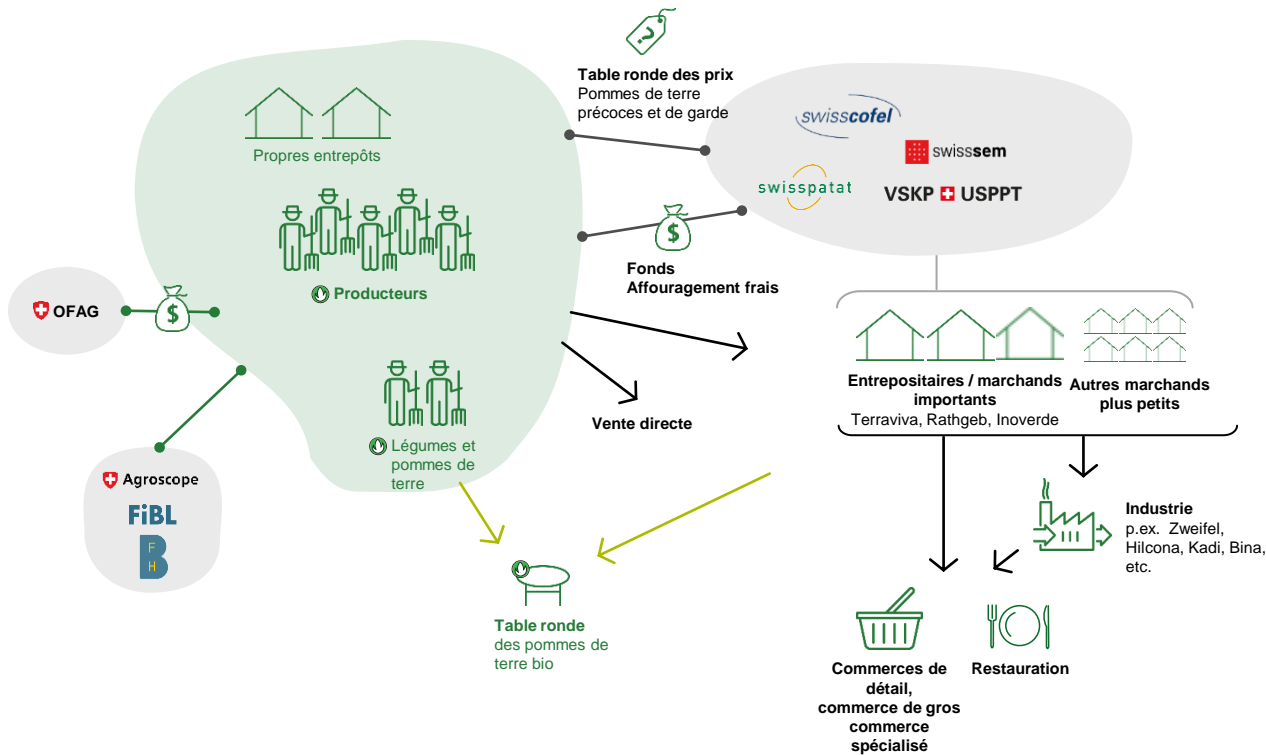 Table ronde des prix
Pommes de terre
précoces et de garde
swisscofel
swisssem
swisspatat
VSKP USPPT
Propres entrepôts
Producteurs
Fonds
Affouragement frais
OFAG
$
$
Entrepositaires / marchands
importants
Terraviva, Rathgeb, Inoverde
Autres marchands
plus petits
Vente directe
Légumes et
pommes de
terre
Agroscope
FiBL
B
F
H
Industrie
p.ex. Zweifel,
Hilcona, Kadi, Bina,
etc.
Table ronde
des pommes de
terre bio
Commerces de
détail,
commerce de gros
commerce
spécialisé
Restauration
?